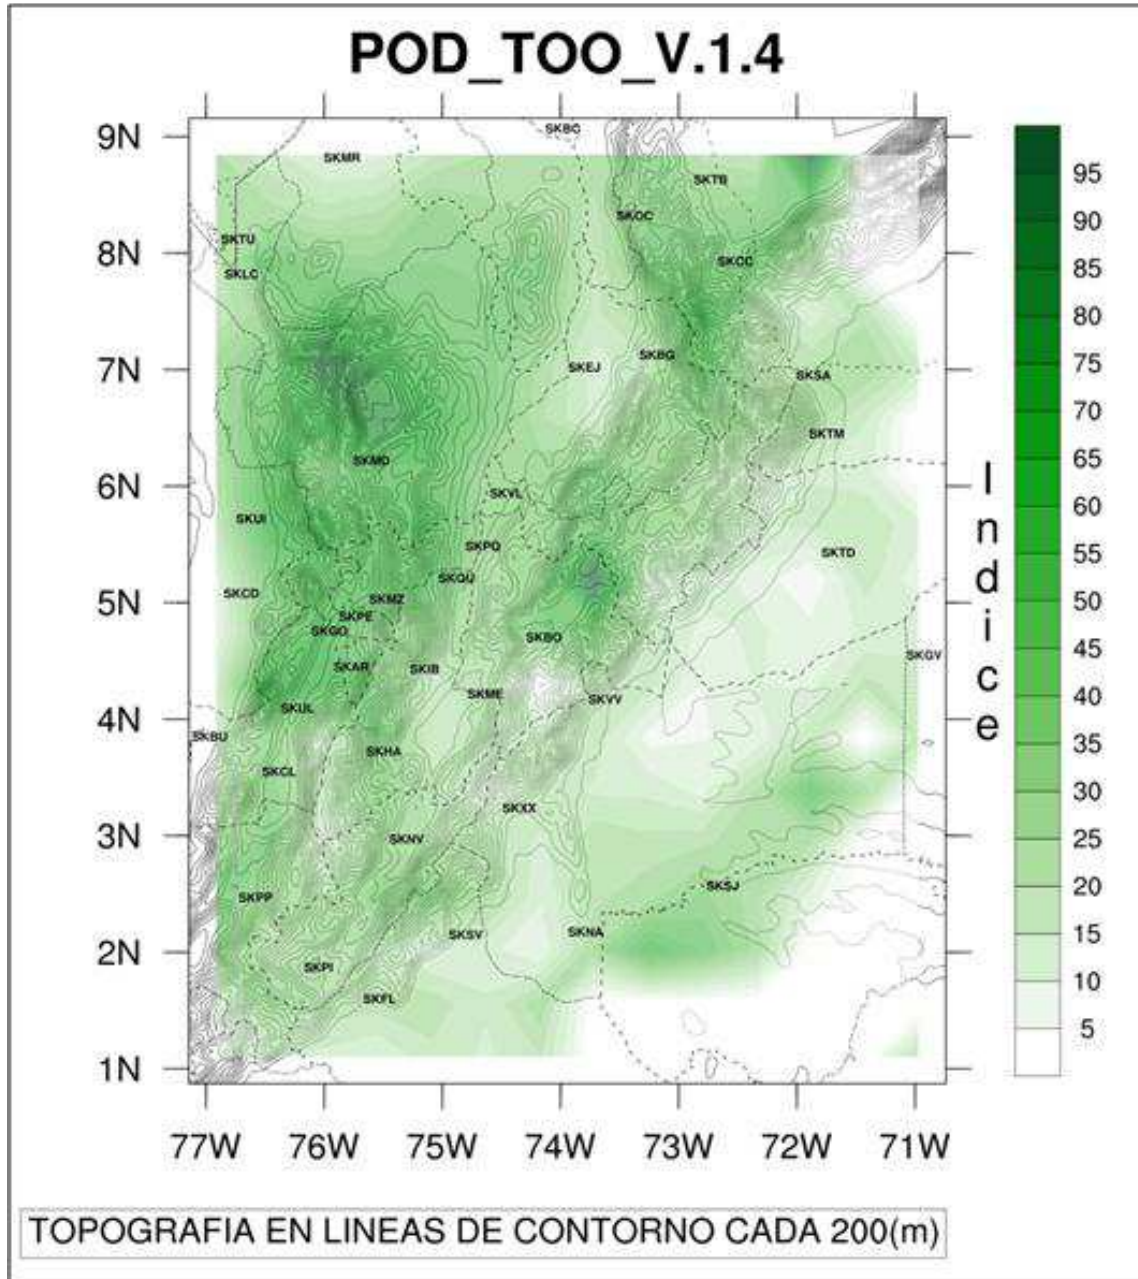 POD_TOO_V.1.4
9N
8N
7N
6N
5N
4N
3N
2N
1N
77W
76W
75W
74W
73W
72W
71W
SKBC
SKMR
SKTB
SKOC
SKTU
SKLC
SKCC
SKBG
SKEJ
SKSA
SKTM
SKMD
SKVL
SKUI
SKPQ
SKTD
SKQU
SKCD
SKMZ
SKPE
SKGO
SKBO
SKGV
SKAR
SKIB
SKME
SKVV
SKUL
SKBU
SKHA
SKCL
SKXX
SKNV
SKSJ
SKPP
SKSV
SKNA
SKPI
SKFL
95
90
85
80
75
70
65
60
55
50
45
40
35
30
25
20
15
10
5
Indice
TOPOGRAFIA EN LINEAS DE CONTORNO CADA 200(m)